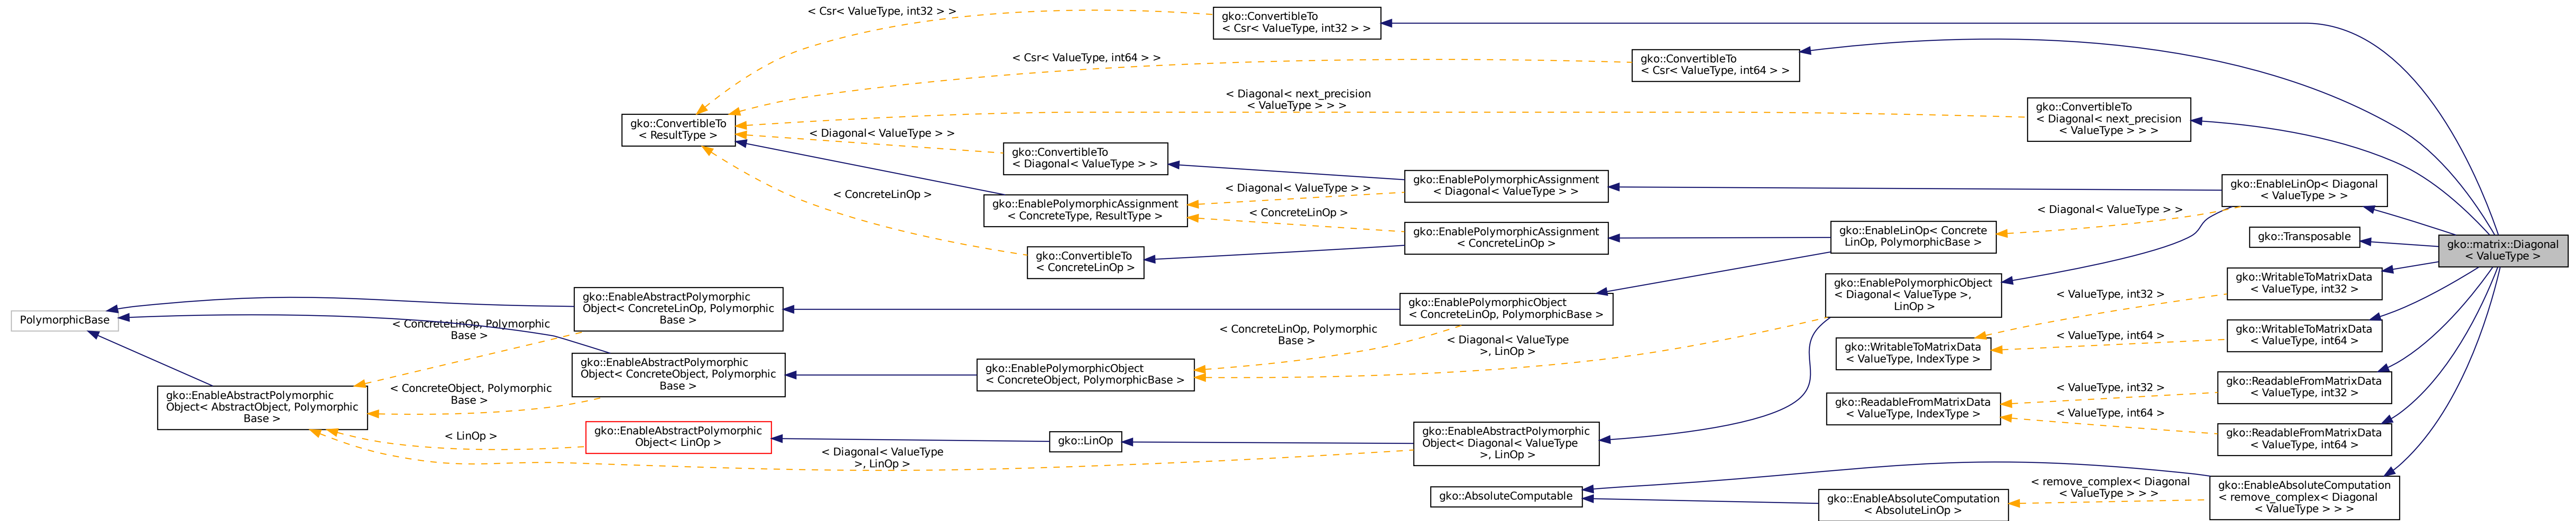 < Csr< ValueType, int32 > >
gko::ConvertibleTo
< Csr< ValueType, int32 > >
< Csr< ValueType, int64 > >
gko::ConvertibleTo
< Csr< ValueType, int64 > >
< Diagonal< next_precision
< ValueType > > >
gko::ConvertibleTo
< Diagonal< next_precision
< ValueType > > >
gko::ConvertibleTo
< ResultType >
< Diagonal< ValueType > >
gko::ConvertibleTo
< Diagonal< ValueType > >
gko::EnablePolymorphicAssignment
< Diagonal< ValueType > >
gko::EnableLinOp< Diagonal
< ValueType > >
< ConcreteLinOp >
gko::EnablePolymorphicAssignment
< ConcreteType, ResultType >
< Diagonal< ValueType > >
< ConcreteLinOp >
gko::EnablePolymorphicAssignment
< ConcreteLinOp >
gko::EnableLinOp< Concrete
LinOp, PolymorphicBase >
< Diagonal< ValueType > >
gko::Transposable
gko::matrix::Diagonal
< ValueType >
gko::ConvertibleTo
< ConcreteLinOp >
gko::EnablePolymorphicObject
< Diagonal< ValueType >,
LinOp >
gko::WritableToMatrixData
< ValueType, int32 >
< ValueType, int32 >
PolymorphicBase
gko::EnableAbstractPolymorphic
Object< ConcreteLinOp, Polymorphic
Base >
gko::EnablePolymorphicObject
< ConcreteLinOp, PolymorphicBase >
< ConcreteLinOp, Polymorphic
Base >
< ConcreteLinOp, Polymorphic
Base >
< Diagonal< ValueType
>, LinOp >
gko::WritableToMatrixData
< ValueType, IndexType >
< ValueType, int64 >
gko::WritableToMatrixData
< ValueType, int64 >
gko::EnableAbstractPolymorphic
Object< ConcreteObject, Polymorphic
Base >
gko::EnablePolymorphicObject
< ConcreteObject, PolymorphicBase >
gko::EnableAbstractPolymorphic
Object< AbstractObject, Polymorphic
Base >
< ConcreteObject, Polymorphic
Base >
gko::ReadableFromMatrixData
< ValueType, IndexType >
< ValueType, int32 >
gko::ReadableFromMatrixData
< ValueType, int32 >
< ValueType, int64 >
gko::ReadableFromMatrixData
< ValueType, int64 >
< LinOp >
gko::EnableAbstractPolymorphic
Object< LinOp >
gko::LinOp
gko::EnableAbstractPolymorphic
Object< Diagonal< ValueType
>, LinOp >
< Diagonal< ValueType
>, LinOp >
gko::AbsoluteComputable
gko::EnableAbsoluteComputation
< AbsoluteLinOp >
< remove_complex< Diagonal
< ValueType > > >
gko::EnableAbsoluteComputation
< remove_complex< Diagonal
< ValueType > > >